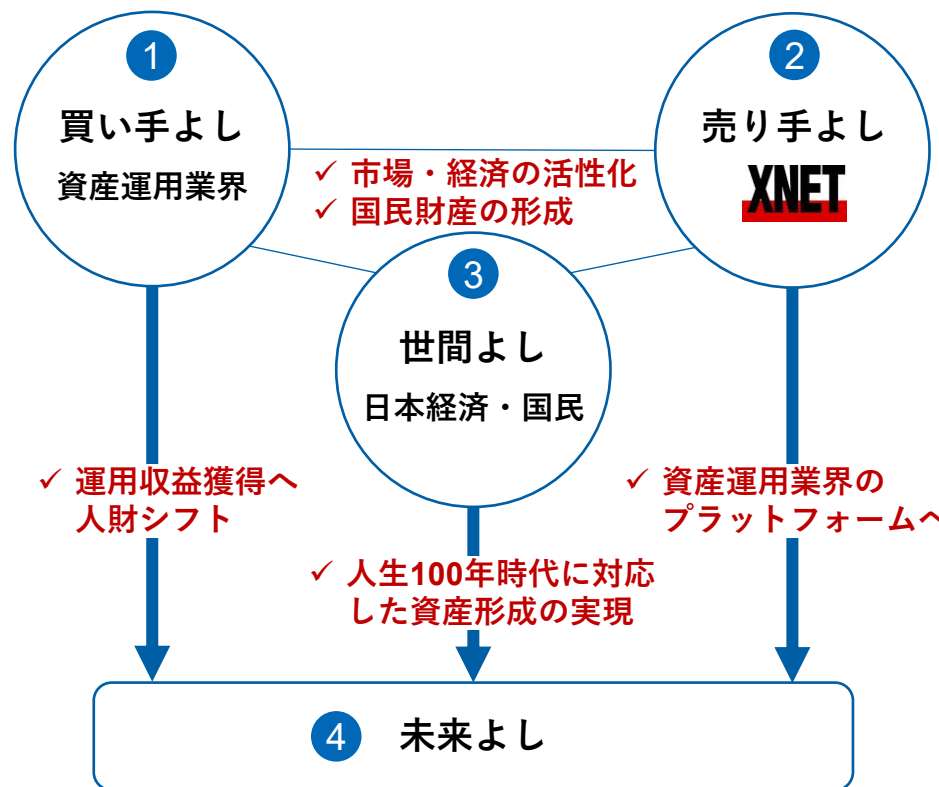 1
買い手よし
資産運用業界
2
売り手よし
XNET
✓ 市場・経済の活性化
✓ 国民財産の形成
3
世間よし
日本経済・国民
✓ 運用収益獲得へ
人財シフト
✓ 資産運用業界の
プラットフォームへ
✓ 人生100年時代に対応
した資産形成の実現
4 未来よし